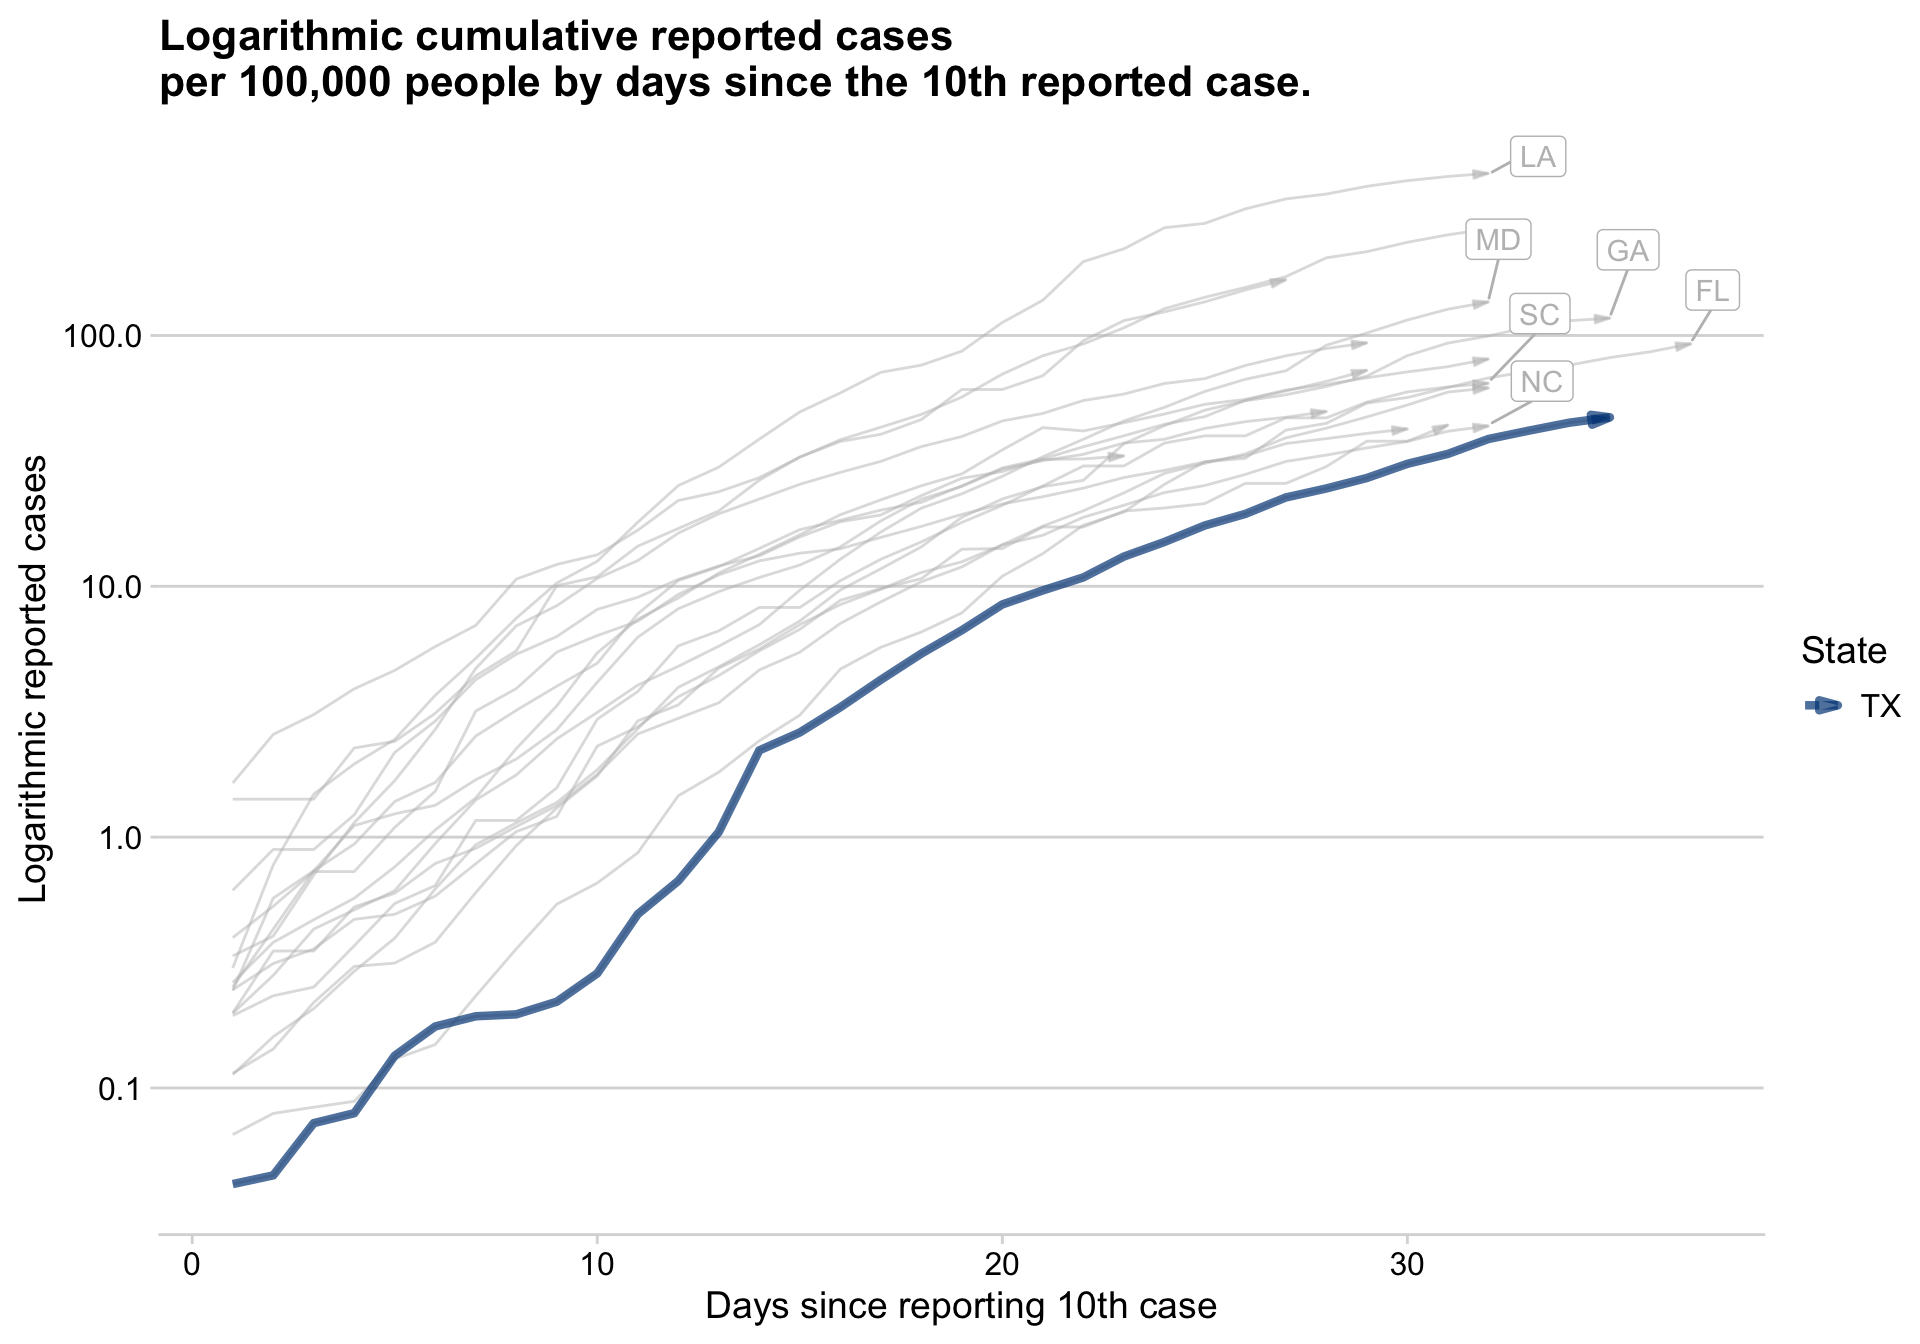 Logarithmic cumulative reported cases
per 100,000 people by days since the 10th reported case.
LA
MD
GA
FL
SC
NC
100.0
10.0
1.0
0.1
Logarithmic reported cases
State
TX
0
10
20
30
Days since reporting 10th case